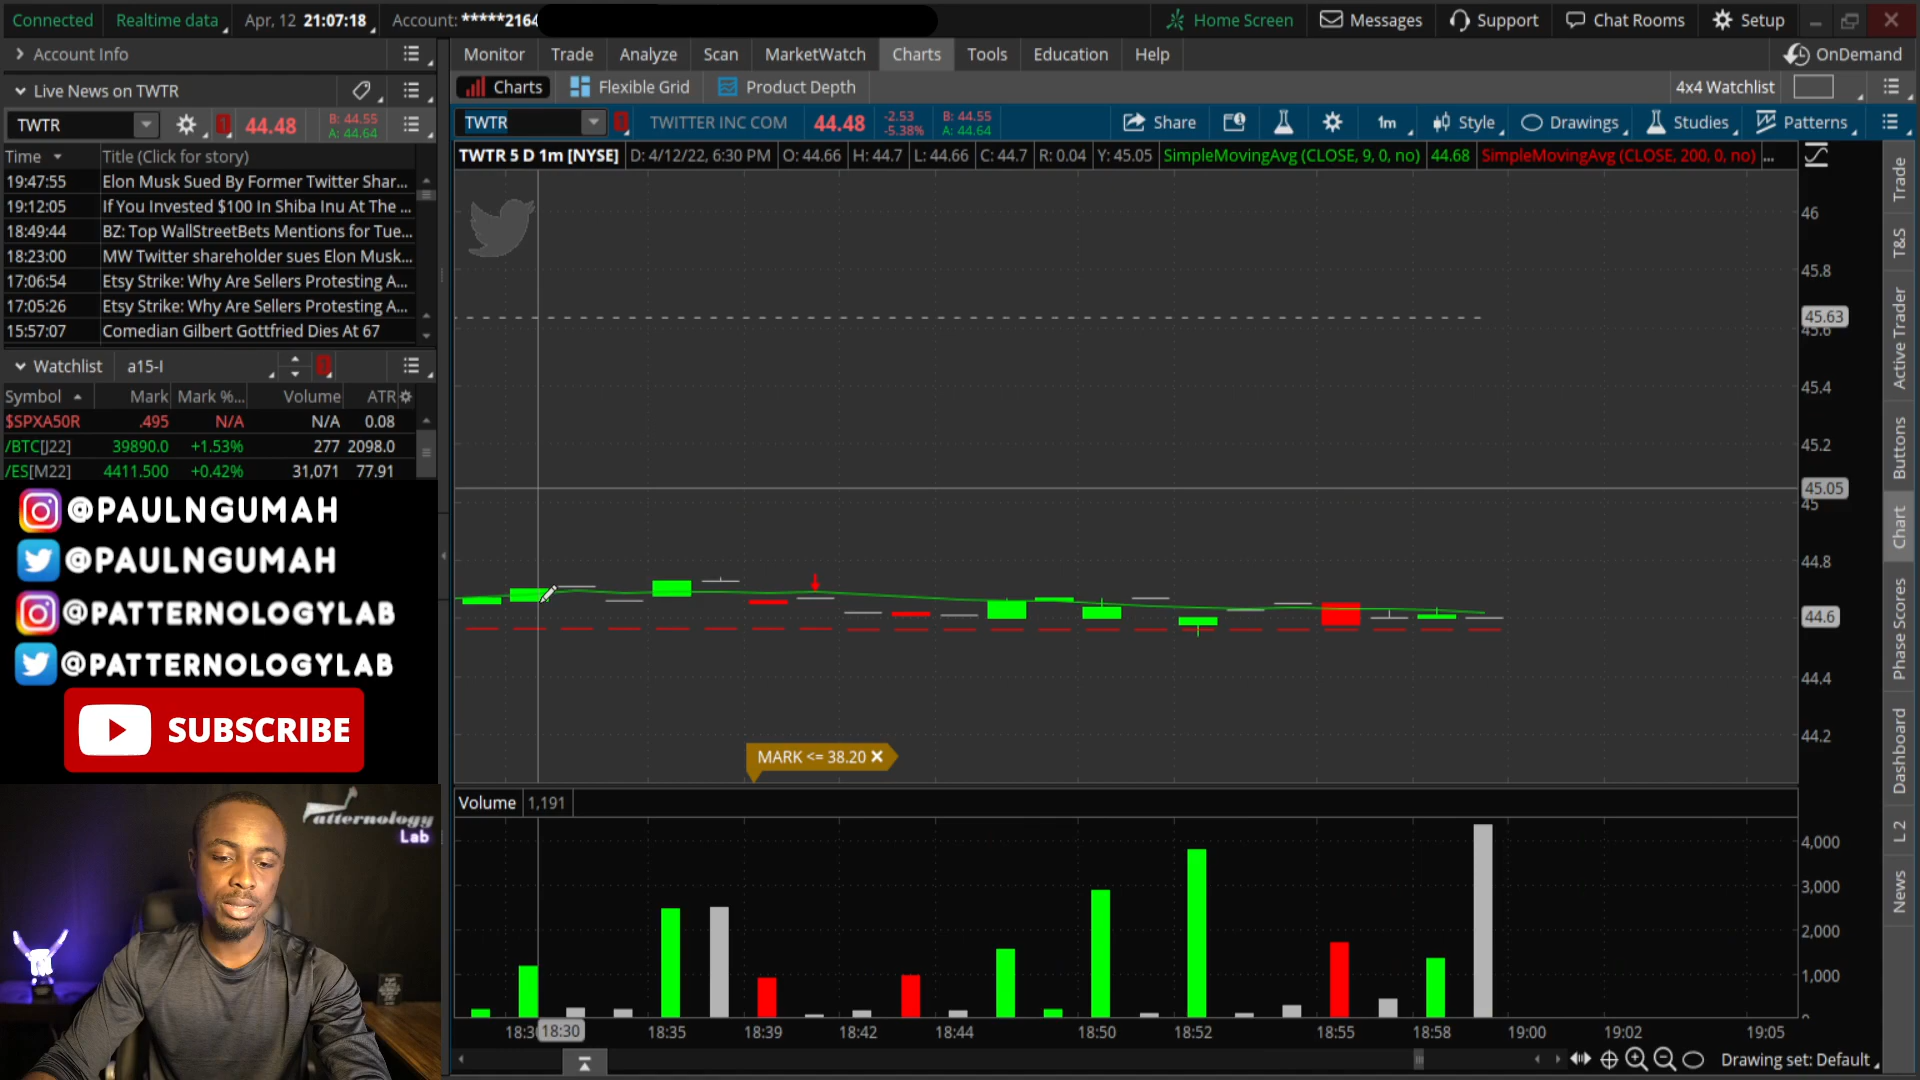 Connected Realtime data Apr, 12 21:07:18 Account: *****2164 Home Screen Messages Support Chat Rooms Setup
Account Info
Monitor Trade Analyze Scan MarketWatch Charts Tools Education Help OnDemand
Live News on TWTR
Charts Flexible Grid Product Depth 4x4 Watchlist
TWTR 1 44.48 B: 44.55 A: 44.64
TWTR TWITTER INC COM 44.48 -2.53 -5.38% B: 44.55 A: 44.64 Share 1m Style Drawings Studies Patterns
Time Title (Click for story)
TWTR 5 D 1m [NYSE] D: 4/12/22, 6:30 PM O: 44.66 H: 44.7 L: 44.66 C: 44.7 R: 0.04 Y: 45.05 SimpleMovingAvg (CLOSE, 9, 0, no) 44.68 SimpleMovingAvg (CLOSE, 200, 0, no) ...
19:47:55 Elon Musk Sued By Former Twitter Shar...
19:12:05 If You Invested $100 In Shiba Inu At The ...
18:49:44 BZ: Top WallStreetBets Mentions for Tue...
18:23:00 MW Twitter shareholder sues Elon Musk...
17:06:54 Etsy Strike: Why Are Sellers Protesting A...
17:05:26 Etsy Strike: Why Are Sellers Protesting A...
15:57:07 Comedian Gilbert Gottfried Dies At 67
Watchlist a15-I 1
Symbol Mark Mark %... Volume ATR
$SPXA50R .495 N/A N/A 0.08
/BTC[J22] 39890.0 +1.53% 277 2098.0
/ES[M22] 4411.500 +0.42% 31,071 77.91
@PAULNGUMAH
@PAULNGUMAH
@PATTERNOLOGYLAB
@PATTERNOLOGYLAB
SUBSCRIBE
Patternology
Lab
46
45.8
45.63
45.6
45.4
45.2
45.05
45
44.8
44.6
44.4
44.2
MARK <= 38.20
Volume 1,191
4,000
3,000
2,000
1,000
0
18:30 18:30 18:35 18:39 18:42 18:44 18:50 18:52 18:55 18:58 19:00 19:02 19:05
Drawing set: Default
Trade
T&S
Active Trader
Buttons
Chart
Phase Scores
Dashboard
L 2
News